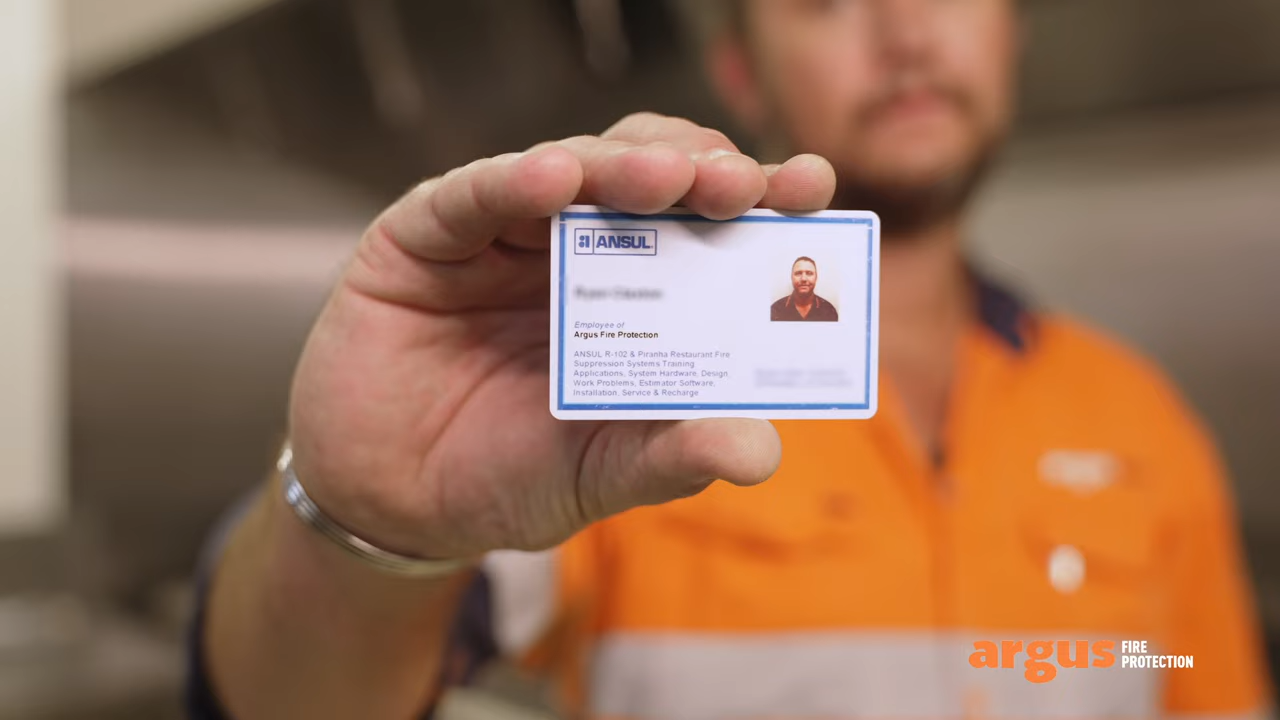 ANSUL
Employee of
Argus Fire Protection
ANSUL R-102 & Piranha Restaurant Fire
Suppression Systems Training
Applications, System Hardware, Design,
Work Problems, Estimator Software,
Installation, Service & Recharge
argus FIRE
PROTECTION